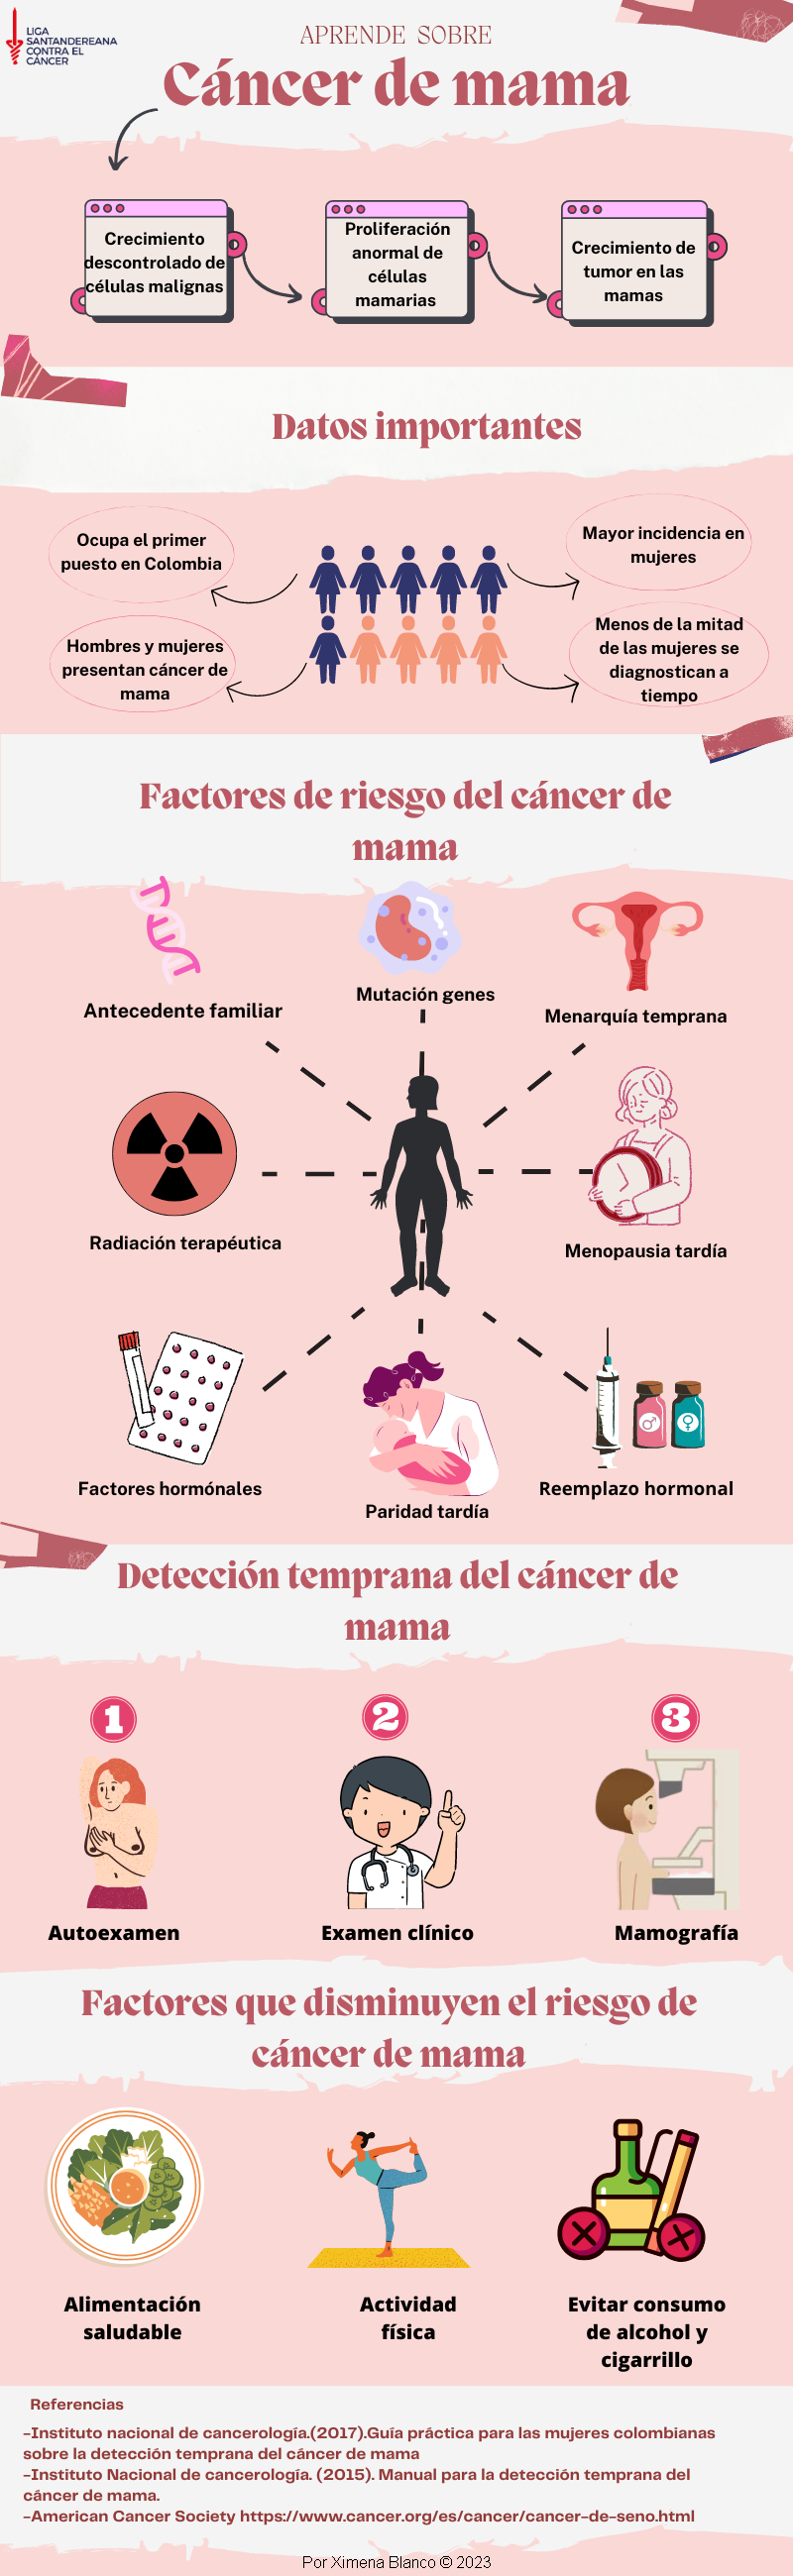 LIGA
SANTANDEREANA
CONTRA EL
CÁNCER
APRENDE SOBRE
Cáncer de mama
Crecimiento
descontrolado de
células malignas
Proliferación
anormal de
células
mamarias
Crecimiento de
tumor en las
mamas
Datos importantes
Ocupa el primer
puesto en Colombia
Mayor incidencia en
mujeres
Hombres y mujeres
presentan cáncer de
mama
Menos de la mitad
de las mujeres se
diagnostican a
tiempo
Factores de riesgo del cáncer de
mama
Antecedente familiar
Mutación genes
Menarquía temprana
Radiación terapéutica
Menopausia tardía
Factores hormónales
Paridad tardía
Reemplazo hormonal
Detección temprana del cáncer de
mama
1
2
3
Autoexamen
Examen clínico
Mamografía
Factores que disminuyen el riesgo de
cáncer de mama
Alimentación
saludable
Actividad
física
Evitar consumo
de alcohol y
cigarrillo
Referencias
-Instituto nacional de cancerología.(2017).Guía práctica para las mujeres colombianas
sobre la detección temprana del cáncer de mama
-Instituto Nacional de cancerología. (2015). Manual para la detección temprana del
cáncer de mama.
-American Cancer Society https://www.cancer.org/es/cancer/cancer-de-seno.html
Por Ximena Blanco © 2023